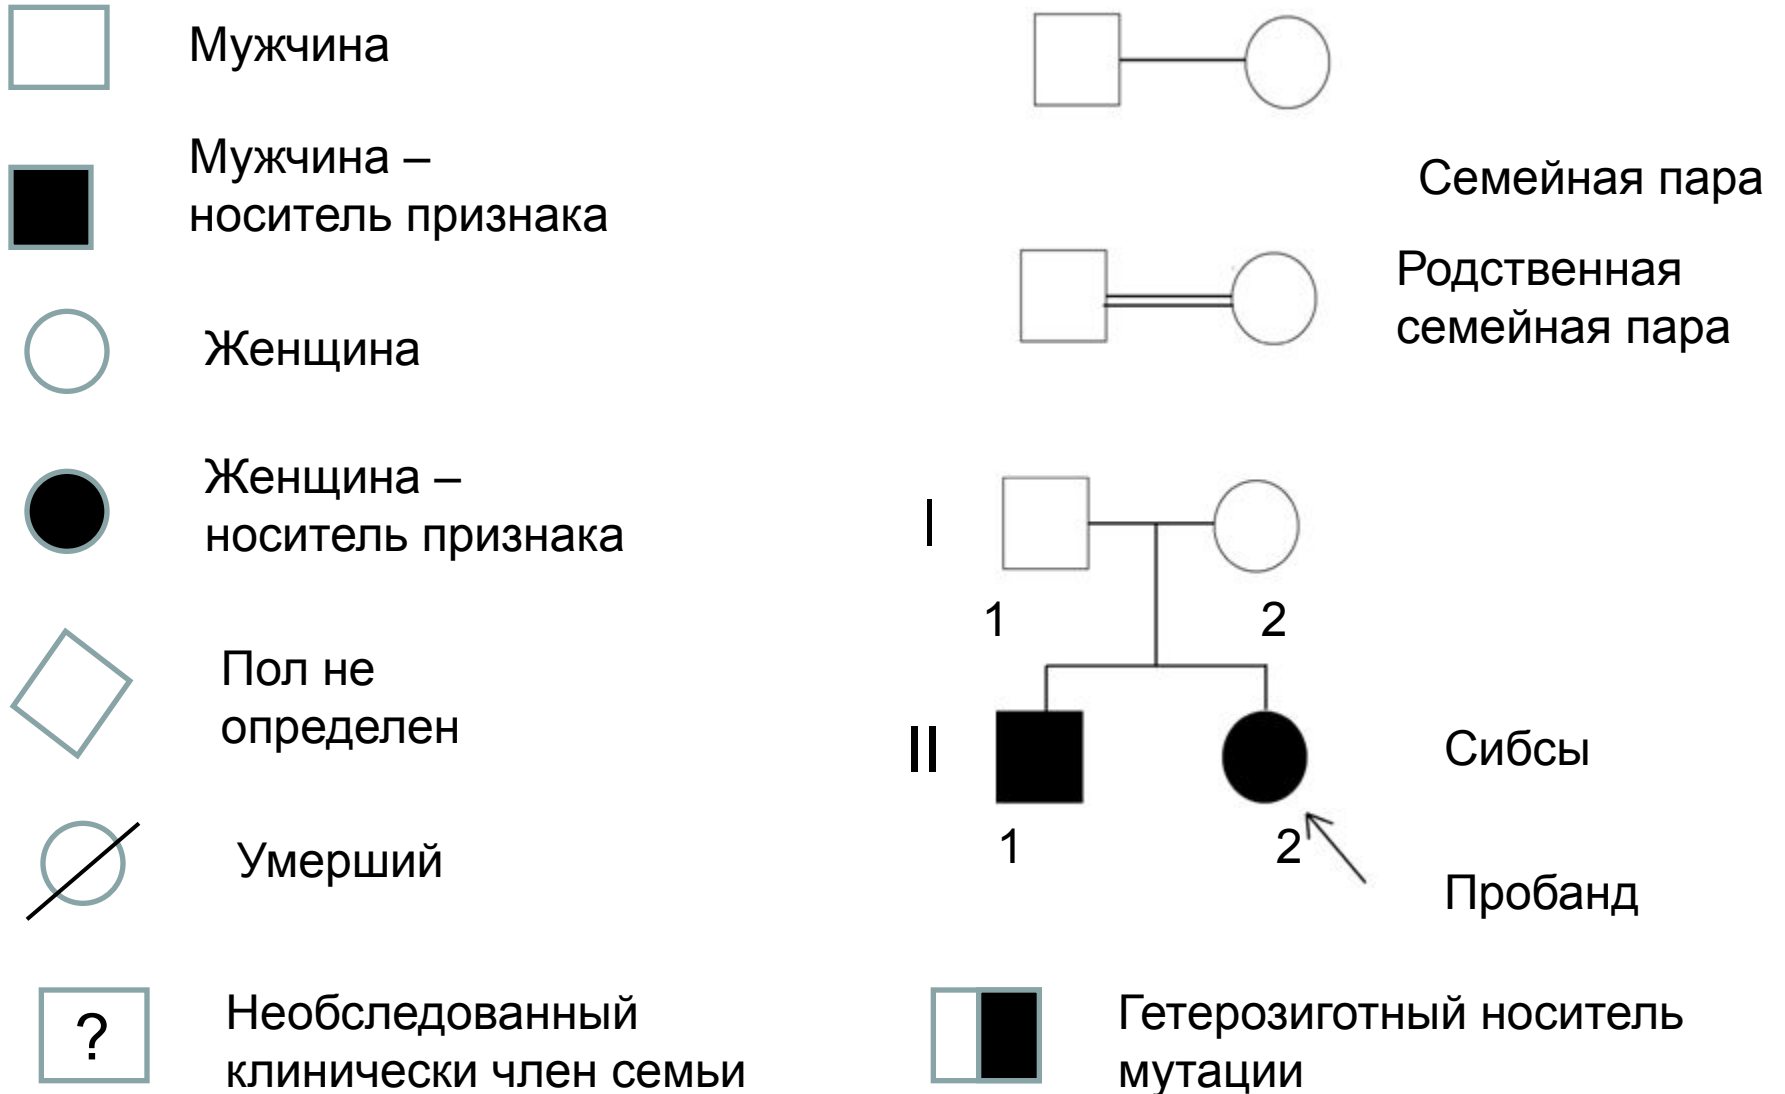 Мужчина
Мужчина –
носитель признака
Женщина
Женщина –
носитель признака
Пол не
определен
Умерший
?
Необследованный
клинически член семьи
Семейная пара
Родственная
семейная пара
I
1
2
II
Сибсы
1
2
Пробанд
Гетерозиготный носитель
мутации